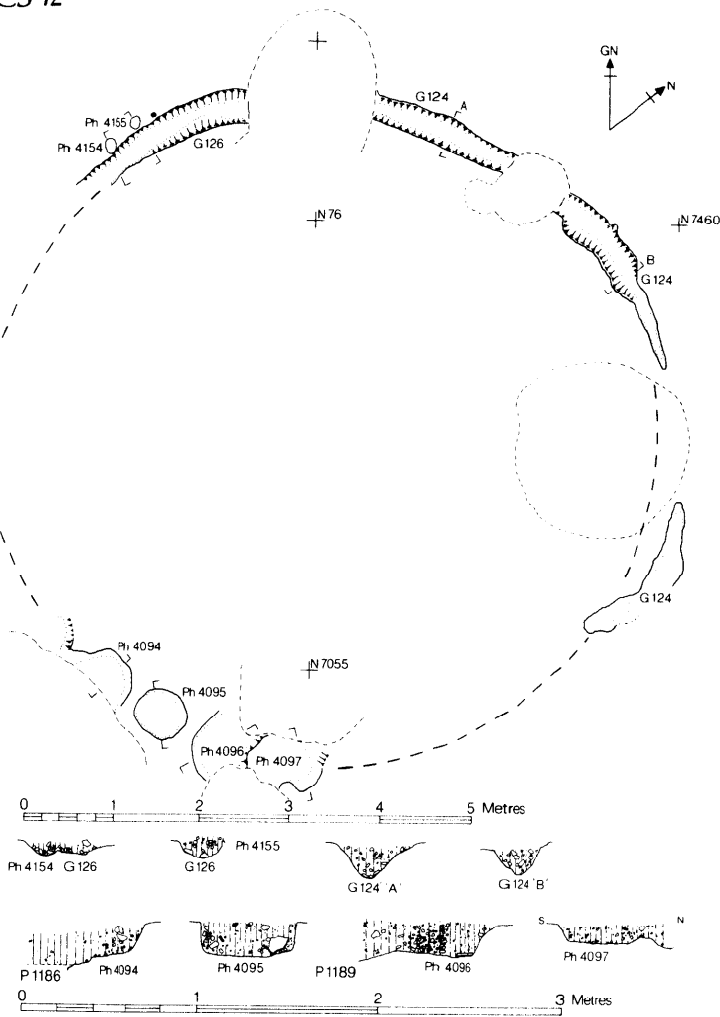 CS 42
GN
N
G124
A
Ph 4155
Ph 4154
G126
N76
N7460
B
G124
G124
Ph 4094
N7055
Ph 4095
Ph 4096
Ph 4097
0 1 2 3 4 5 Metres
Ph 4154 G126
Ph 4155
G126
G124 'A'
G124 'B'
P1186
Ph 4094
Ph 4095
P1189
Ph 4096
S
N
Ph 4097
0 1 2 3 Metres